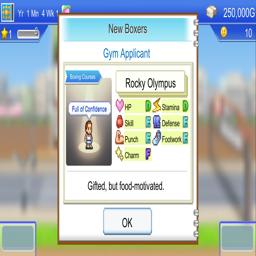 Yr 1 Mn 4 Wk 1
250,000G
1
10
New Boxers
Gym Applicant
Boxing Courses
Rocky Olympus
Full of Confidence
HP D Stamina D
Skill E Defense E
Punch E Footwork E
Charm F
Gifted, but food-motivated.
OK